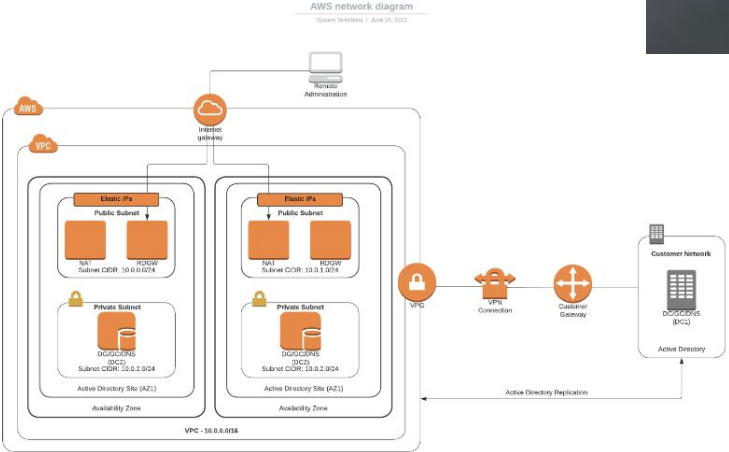 AWS network diagram
System Templates | June 24, 2022
Remote
Administration
AWS
Internet
gateway
VPC
Elastic IPs
Public Subnet
NAT
RDGW
Subnet CIDR: 10.0.0.0/24
Private Subnet
DG/GC/DNS
(DC2)
Subnet CIDR: 10.0.2.0/24
Active Directory Site (AZ1)
Availability Zone
Elastic IPs
Public Subnet
NAT
RDGW
Subnet CIDR: 10.0.1.0/24
Private Subnet
DG/GC/DNS
(DC2)
Subnet CIDR: 10.0.2.0/24
Active Directory Site (AZ1)
Availability Zone
VPC - 10.0.0.0/16
VPG
VPN
Connection
Customer
Gateway
Customer Network
DC/GC/DNS
(DC1)
Active Directory
Active Directory Replication